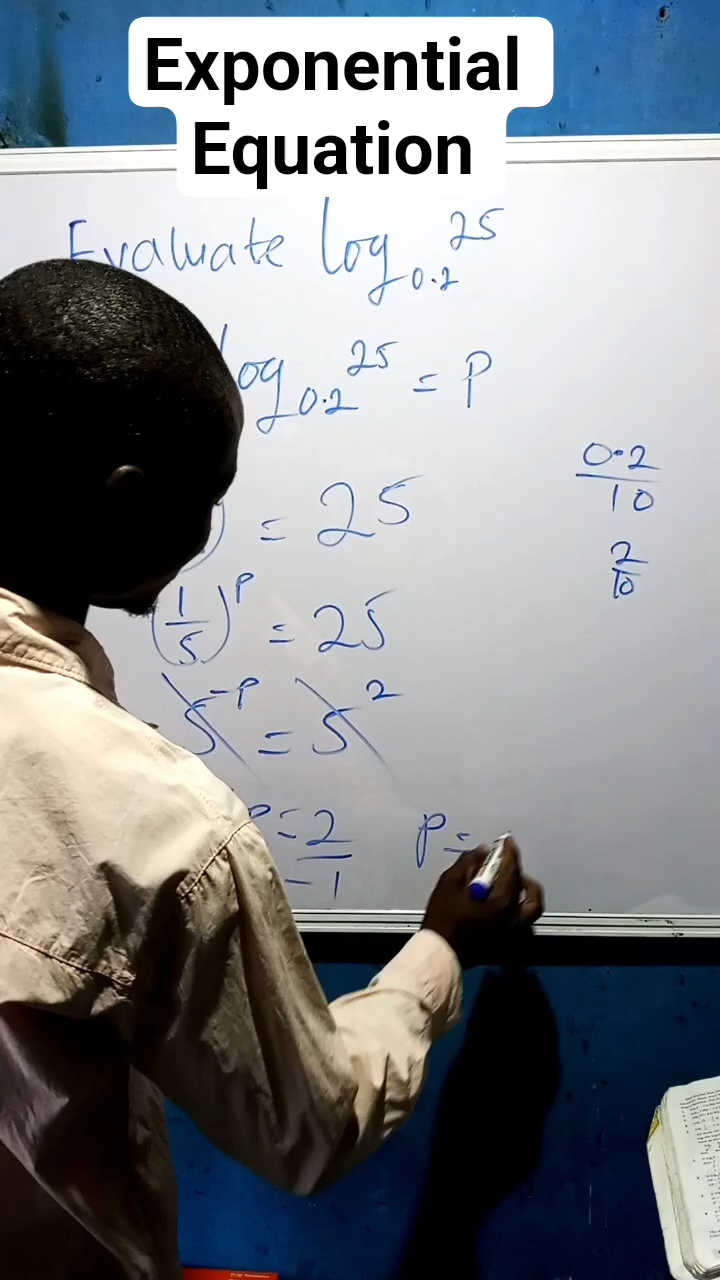 Exponential
Equation
Evaluate log₀.₂ ²⁵
log₀.₂ ²⁵ = P
0.2
10
2
10
) = 25
(1/5)^P = 25
5^-P = 5^2
P = 2
-1
P =